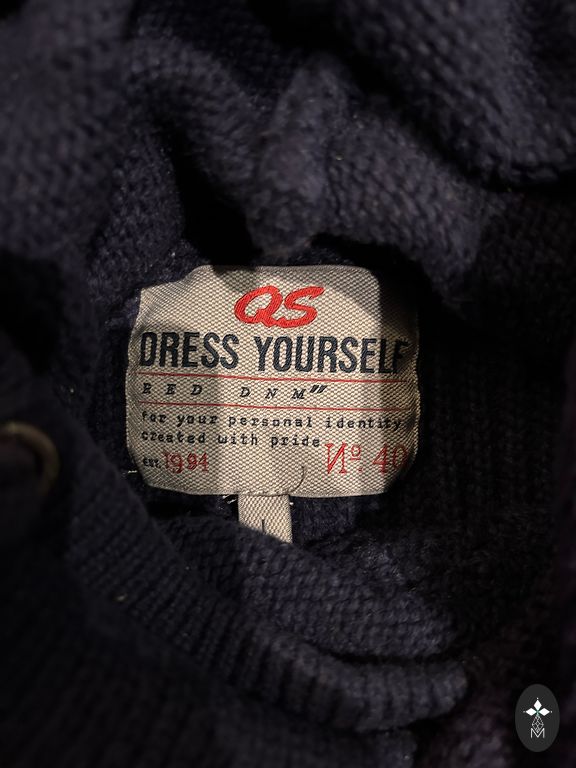 QS
DRESS YOURSELF
RED DNM"
for your personal identity
created with pride
est. 1994 Nº. 40
L
M